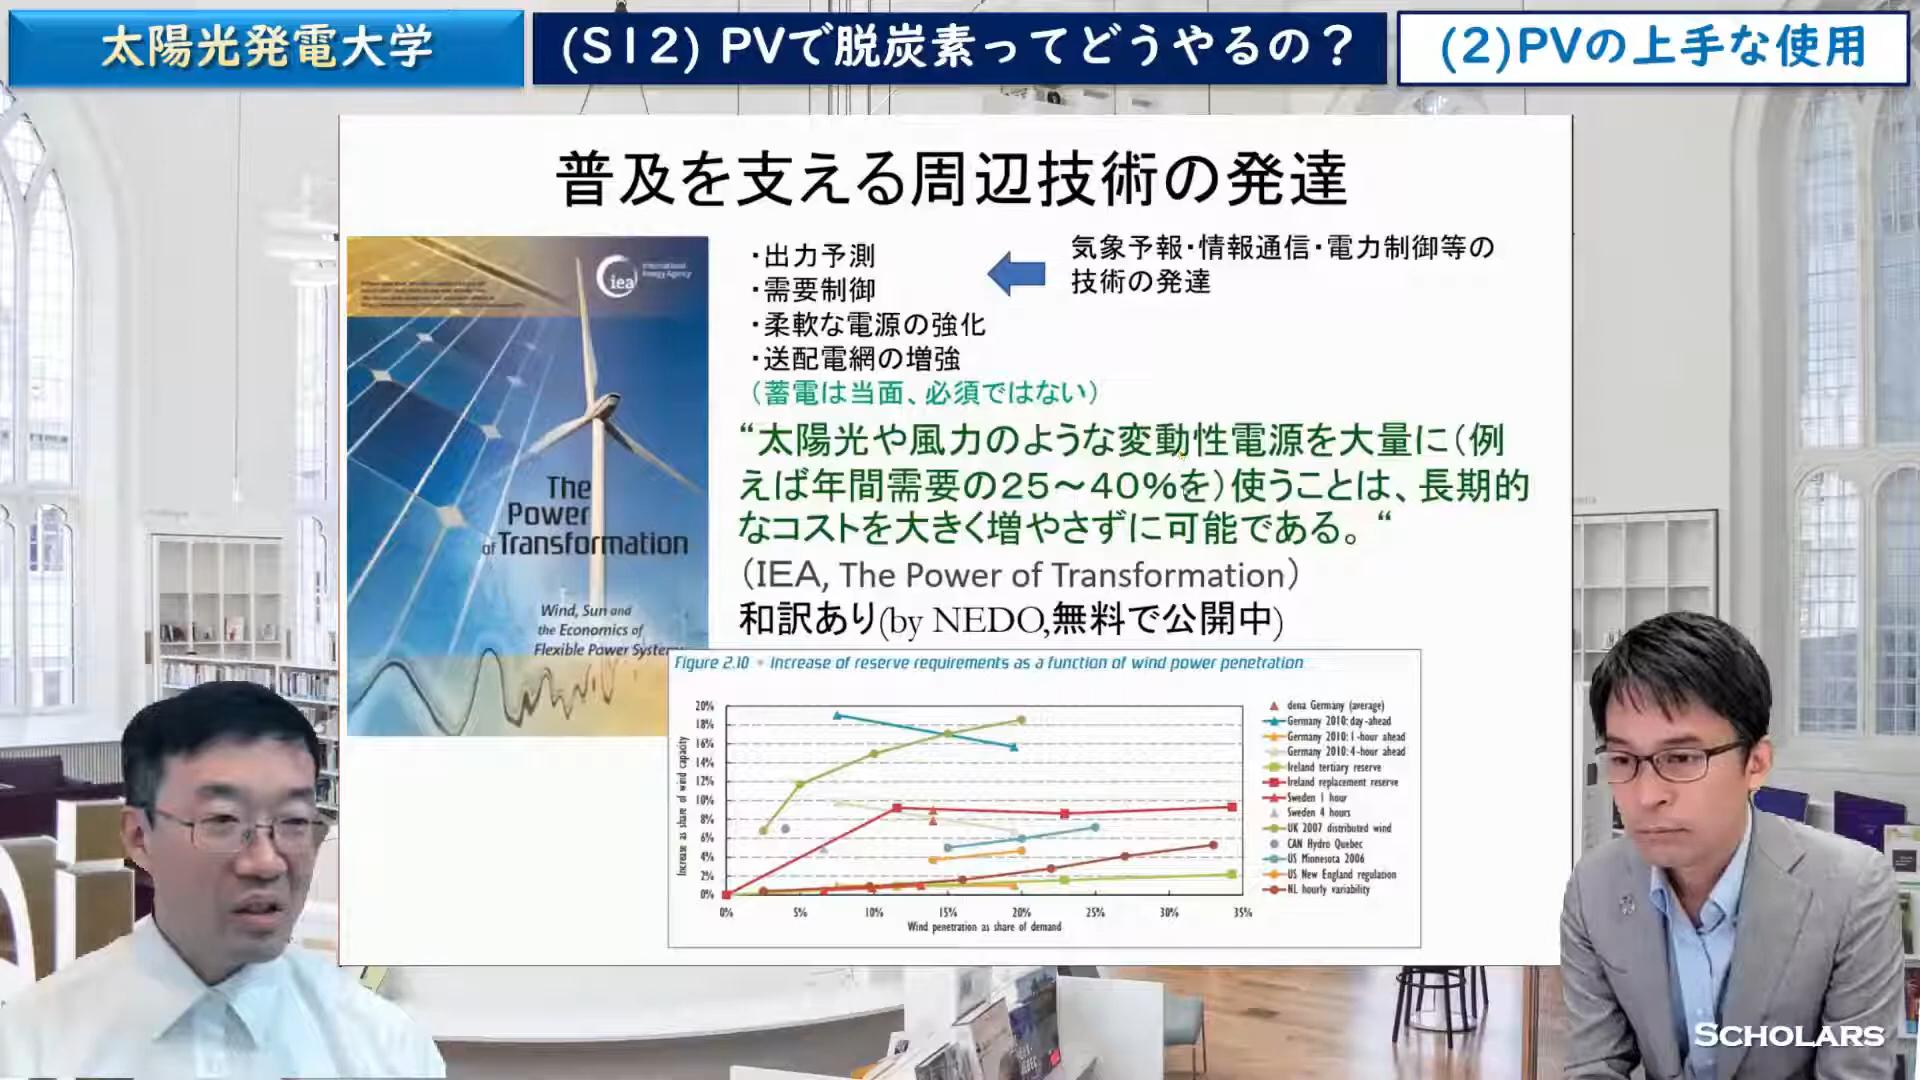 太陽光発電大学
(S12) PVで脱炭素ってどうやるの？
(2)PVの上手な使用
普及を支える周辺技術の発達
・出力予測
・需要制御
・柔軟な電源の強化
・送配電網の増強
（蓄電は当面、必須ではない）
気象予報・情報通信・電力制御等の
技術の発達
“太陽光や風力のような変動性電源を大量に（例
えば年間需要の25～40%を）使うことは、長期的
なコストを大きく増やさずに可能である。“
（IEA, The Power of Transformation）
和訳あり(by NEDO,無料で公開中)
iea
International
Energy Agency
The
Power
of Transformation
Wind, Sun and
the Economics of
Flexible Power Systems
Figure 2.10 • Increase of reserve requirements as a function of wind power penetration
Increase as share of wind capacity
20%
18%
16%
14%
12%
10%
8%
6%
4%
2%
0%
0% 5% 10% 15% 20% 25% 30% 35%
Wind penetration as share of demand
dena Germany (average)
Germany 2010: day-ahead
Germany 2010: 1-hour ahead
Germany 2010: 4-hour ahead
Ireland tertiary reserve
Ireland replacement reserve
Sweden 1 hour
Sweden 4 hours
UK 2007 distributed wind
CAN Hydro Quebec
US Minnesota 2006
US New England regulation
NL hourly variability
SCHOLARS